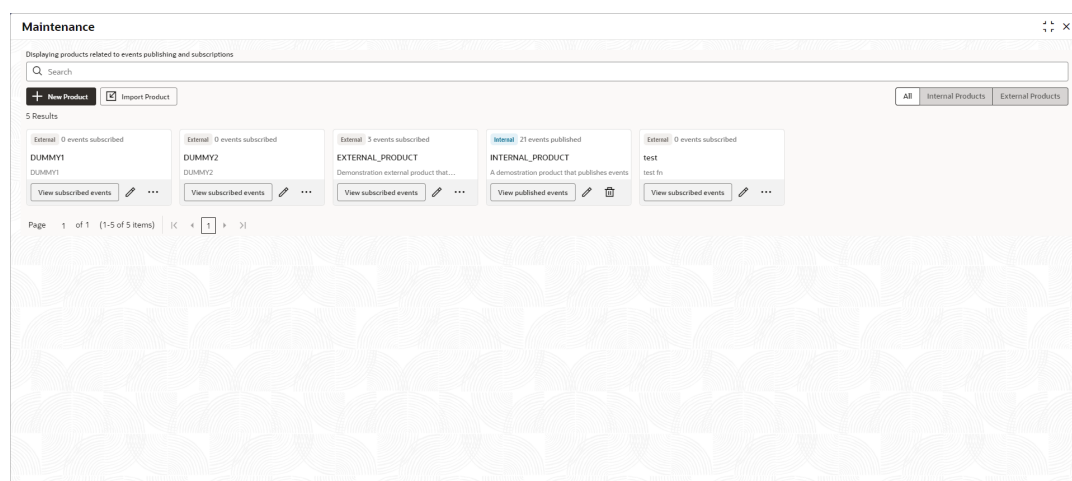 Maintenance
Displaying products related to events publishing and subscriptions
Search
New Product Import Product All Internal Products External Products
5 Results
External 0 events subscribed External 0 events subscribed External 5 events subscribed Internal 21 events published External 0 events subscribed
DUMMY1 DUMMY2 EXTERNAL_PRODUCT INTERNAL_PRODUCT test
DUMMY1 DUMMY2 Demonstration external product that... A demostration product that publishes events test fn
View subscribed events View subscribed events View subscribed events View published events View subscribed events
Page 1 of 1 (1-5 of 5 items) 1